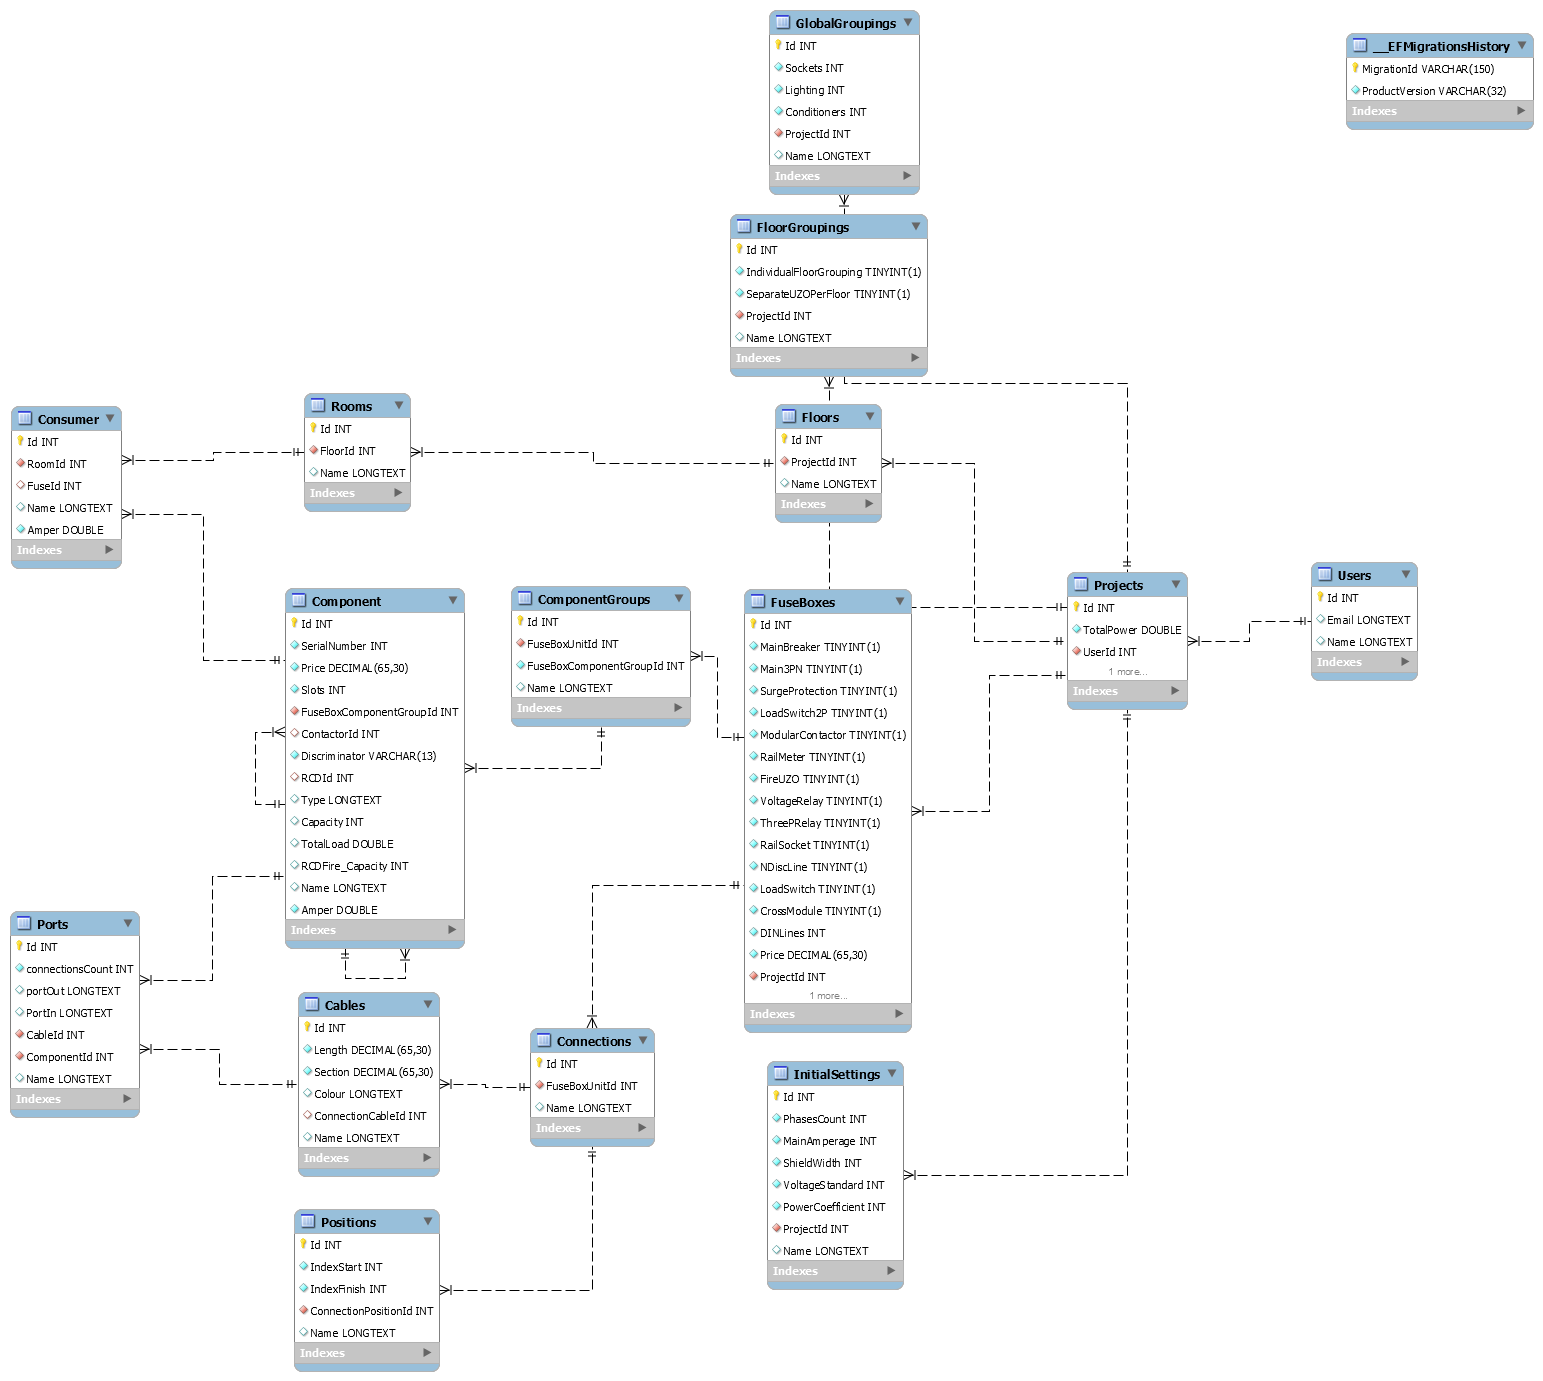 GlobalGroupings
Id INT
Sockets INT
Lighting INT
Conditioners INT
ProjectId INT
Name LONGTEXT
Indexes
__EFMigrationsHistory
MigrationId VARCHAR(150)
ProductVersion VARCHAR(32)
Indexes
FloorGroupings
Id INT
IndividualFloorGrouping TINYINT(1)
SeparateUZOPerFloor TINYINT(1)
ProjectId INT
Name LONGTEXT
Indexes
Consumer
Id INT
RoomId INT
FuseId INT
Name LONGTEXT
Amper DOUBLE
Indexes
Rooms
Id INT
FloorId INT
Name LONGTEXT
Indexes
Floors
Id INT
ProjectId INT
Name LONGTEXT
Indexes
Component
Id INT
SerialNumber INT
Price DECIMAL(65,30)
Slots INT
FuseBoxComponentGroupId INT
ContactorId INT
Discriminator VARCHAR(13)
RCDId INT
Type LONGTEXT
Capacity INT
TotalLoad DOUBLE
RCDFire_Capacity INT
Name LONGTEXT
Amper DOUBLE
Indexes
ComponentGroups
Id INT
FuseBoxUnitId INT
FuseBoxComponentGroupId INT
Name LONGTEXT
Indexes
FuseBoxes
Id INT
MainBreaker TINYINT(1)
Main3PN TINYINT(1)
SurgeProtection TINYINT(1)
LoadSwitch2P TINYINT(1)
ModularContactor TINYINT(1)
RailMeter TINYINT(1)
FireUZO TINYINT(1)
VoltageRelay TINYINT(1)
ThreePRelay TINYINT(1)
RailSocket TINYINT(1)
NDiscLine TINYINT(1)
LoadSwitch TINYINT(1)
CrossModule TINYINT(1)
DINLines INT
Price DECIMAL(65,30)
ProjectId INT
1 more...
Indexes
Projects
Id INT
TotalPower DOUBLE
UserId INT
1 more...
Indexes
Users
Id INT
Email LONGTEXT
Name LONGTEXT
Indexes
Ports
Id INT
connectionsCount INT
portOut LONGTEXT
PortIn LONGTEXT
CableId INT
ComponentId INT
Name LONGTEXT
Indexes
Cables
Id INT
Length DECIMAL(65,30)
Section DECIMAL(65,30)
Colour LONGTEXT
ConnectionCableId INT
Name LONGTEXT
Indexes
Connections
Id INT
FuseBoxUnitId INT
Name LONGTEXT
Indexes
InitialSettings
Id INT
PhasesCount INT
MainAmperage INT
ShieldWidth INT
VoltageStandard INT
PowerCoefficient INT
ProjectId INT
Name LONGTEXT
Indexes
Positions
Id INT
IndexStart INT
IndexFinish INT
ConnectionPositionId INT
Name LONGTEXT
Indexes